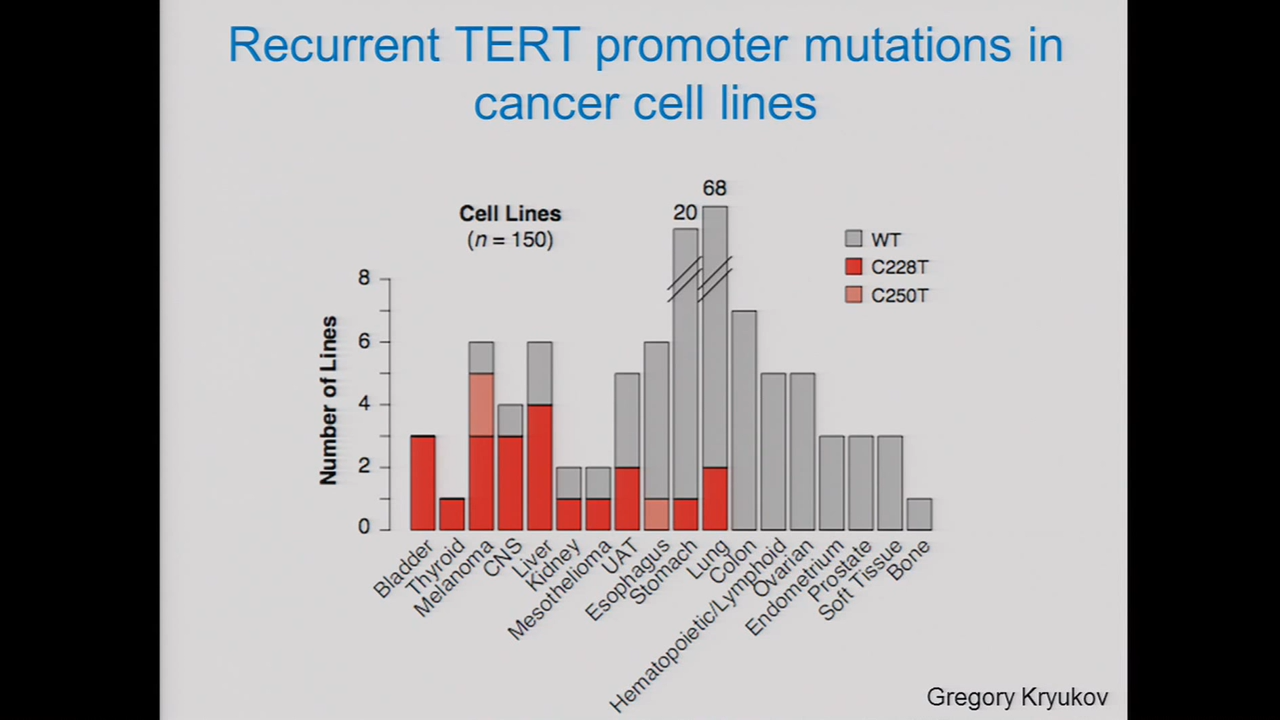 Recurrent TERT promoter mutations in
cancer cell lines
68
20
Cell Lines
(n = 150)
WT
C228T
C250T
8
6
4
2
0
Number of Lines
Bladder
Thyroid
Melanoma
CNS
Liver
Kidney
Mesothelioma
UAT
Esophagus
Stomach
Lung
Colon
Hematopoietic/Lymphoid
Ovarian
Endometrium
Prostate
Soft Tissue
Bone
Gregory Kryukov